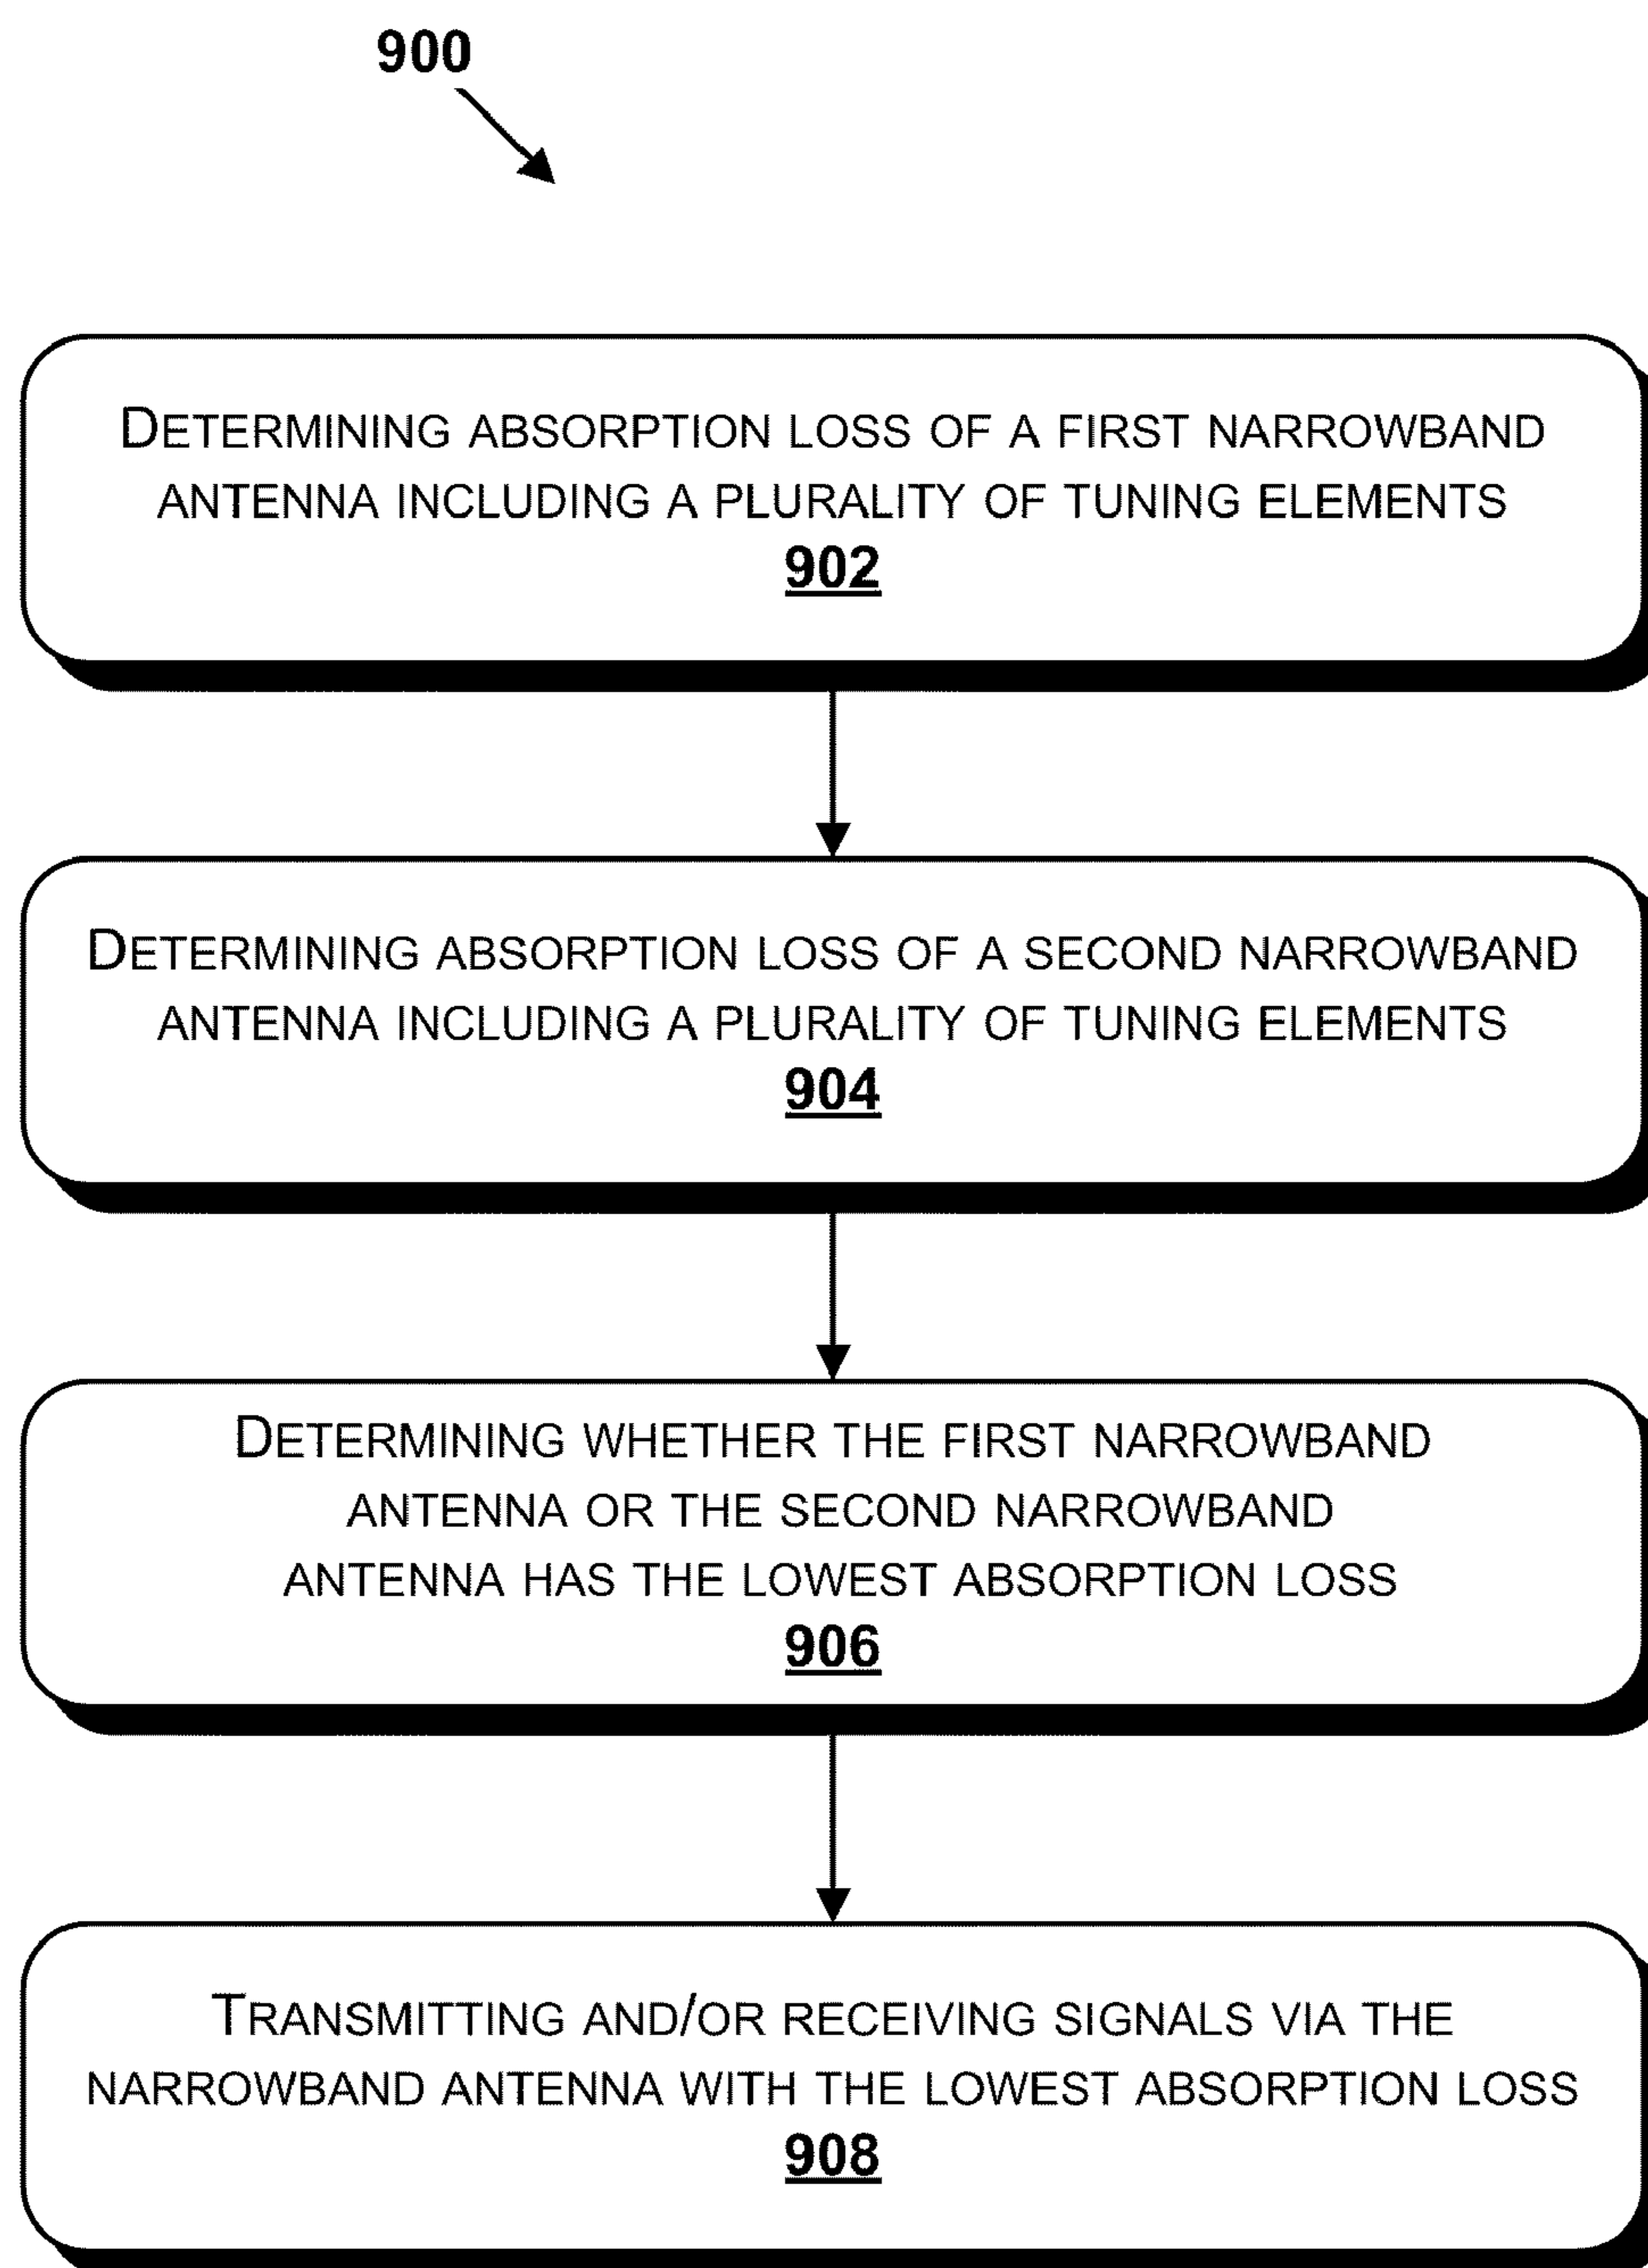 900
DETERMINING ABSORPTION LOSS OF A FIRST NARROWBAND
ANTENNA INCLUDING A PLURALITY OF TUNING ELEMENTS
902
DETERMINING ABSORPTION LOSS OF A SECOND NARROWBAND
ANTENNA INCLUDING A PLURALITY OF TUNING ELEMENTS
904
DETERMINING WHETHER THE FIRST NARROWBAND
ANTENNA OR THE SECOND NARROWBAND
ANTENNA HAS THE LOWEST ABSORPTION LOSS
906
TRANSMITTING AND/OR RECEIVING SIGNALS VIA THE
NARROWBAND ANTENNA WITH THE LOWEST ABSORPTION LOSS
908